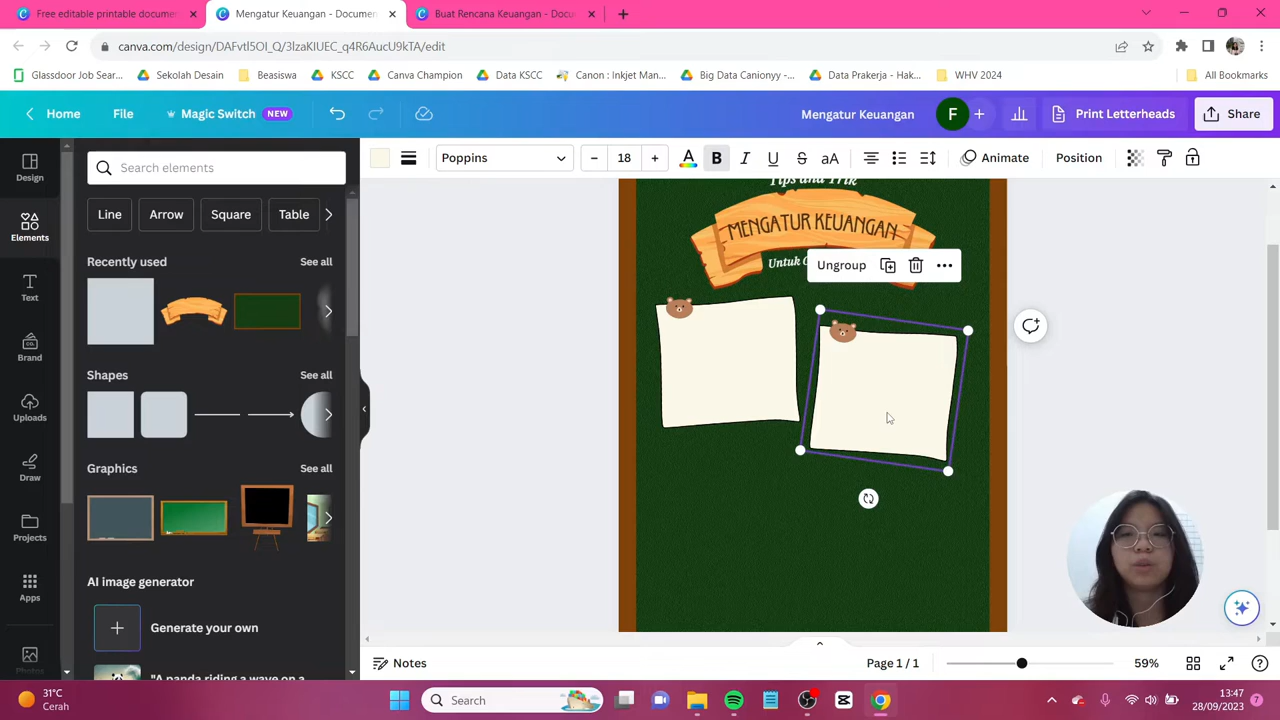 Free editable printable documen
Mengatur Keuangan - Documen
Buat Rencana Keuangan - Docu
canva.com/design/DAFvtl5OI_Q/3lzaKIUEC_q4R6AucU9kTA/edit
Glassdoor Job Sear...
Sekolah Desain
Beasiswa
KSCC
Canva Champion
Data KSCC
Canon : Inkjet Man...
Big Data Canionyy -...
Data Prakerja - Hak...
WHV 2024
All Bookmarks
Home
File
Magic Switch
NEW
Mengatur Keuangan
F
Print Letterheads
Share
Design
Elements
Text
Brand
Uploads
Draw
Projects
Apps
Photos
Search elements
Line
Arrow
Square
Table
Recently used
See all
Shapes
See all
Graphics
See all
AI image generator
Generate your own
"A panda riding a wave on a
Poppins
18
B
I
U
S
aA
Animate
Position
Tips and Trik
MENGATUR KEUANGAN
Untuk
Ungroup
Notes
Page 1 / 1
59%
31°C
Cerah
Search
13:47
28/09/2023